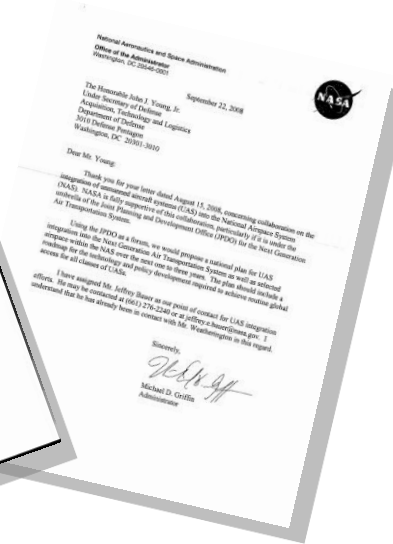 National Aeronautics and Space Administration
Office of the Administrator
Washington, DC 20546-0001
NASA
September 22, 2008
The Honorable John J. Young, Jr.
Under Secretary of Defense
Acquisition, Technology and Logistics
Department of Defense
3010 Defense Pentagon
Washington, DC 20301-3010
Dear Mr. Young:
Thank you for your letter dated August 15, 2008, concerning collaboration on the
integration of unmanned aircraft systems (UAS) into the National Airspace System
(NAS). NASA is fully supportive of this collaboration, particularly if it is under the
umbrella of the Joint Planning and Development Office (JPDO) for the Next Generation
Air Transportation System.
Using the JPDO as a forum, we would propose a national plan for UAS
integration into the Next Generation Air Transportation System as well as selected
airspace within the NAS over the next one to three years. The plan should include a
roadmap for the technology and policy development required to achieve routine global
access for all classes of UASs.
I have assigned Mr. Jeffrey Bauer as our point of contact for UAS integration
efforts. He may be contacted at (661) 276-2240 or at jeffrey.e.bauer@nasa.gov. I
understand that he has already been in contact with Mr. Weatherington in this regard.
Sincerely,
Michael D. Griffin
Administrator